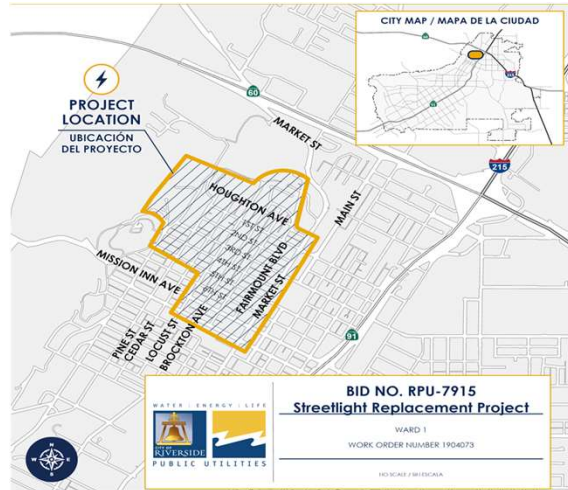 CITY MAP / MAPA DE LA CIUDAD
PROJECT
LOCATION
UBICACIÓN
DEL PROYECTO
60
MARKET ST
215
HOUGHTON AVE
MAIN ST
1ST ST
2ND ST
3RD ST
4TH ST
5TH ST
6TH ST
FAIRMOUNT BLVD
MARKET ST
MISSION INN AVE
PINE ST
CEDAR ST
LOCUST ST
BROCKTON AVE
91
BID NO. RPU-7915
Streetlight Replacement Project
WARD 1
WORK ORDER NUMBER 1904073
NO SCALE / SIN ESCALA
WATER | ENERGY | LIFE
CITY OF
RIVERSIDE
PUBLIC UTILITIES
N
E
S
W